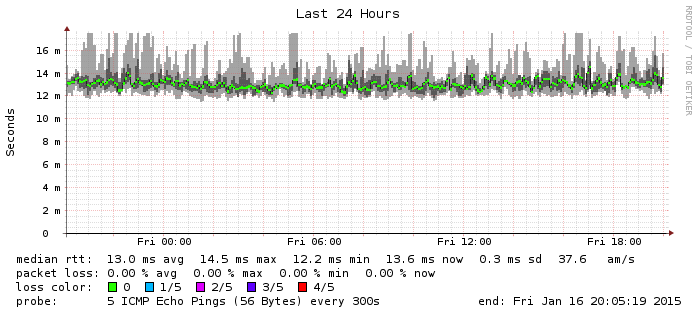 Last 24 Hours
RRDTOOL / TOBI OETIKER
Seconds
16 m
14 m
12 m
10 m
8 m
6 m
4 m
2 m
0
Fri 00:00 Fri 06:00 Fri 12:00 Fri 18:00
median rtt: 13.0 ms avg 14.5 ms max 12.2 ms min 13.6 ms now 0.3 ms sd 37.6 am/s
packet loss: 0.00 % avg 0.00 % max 0.00 % min 0.00 % now
loss color: 0 1/5 2/5 3/5 4/5
probe: 5 ICMP Echo Pings (56 Bytes) every 300s end: Fri Jan 16 20:05:19 2015